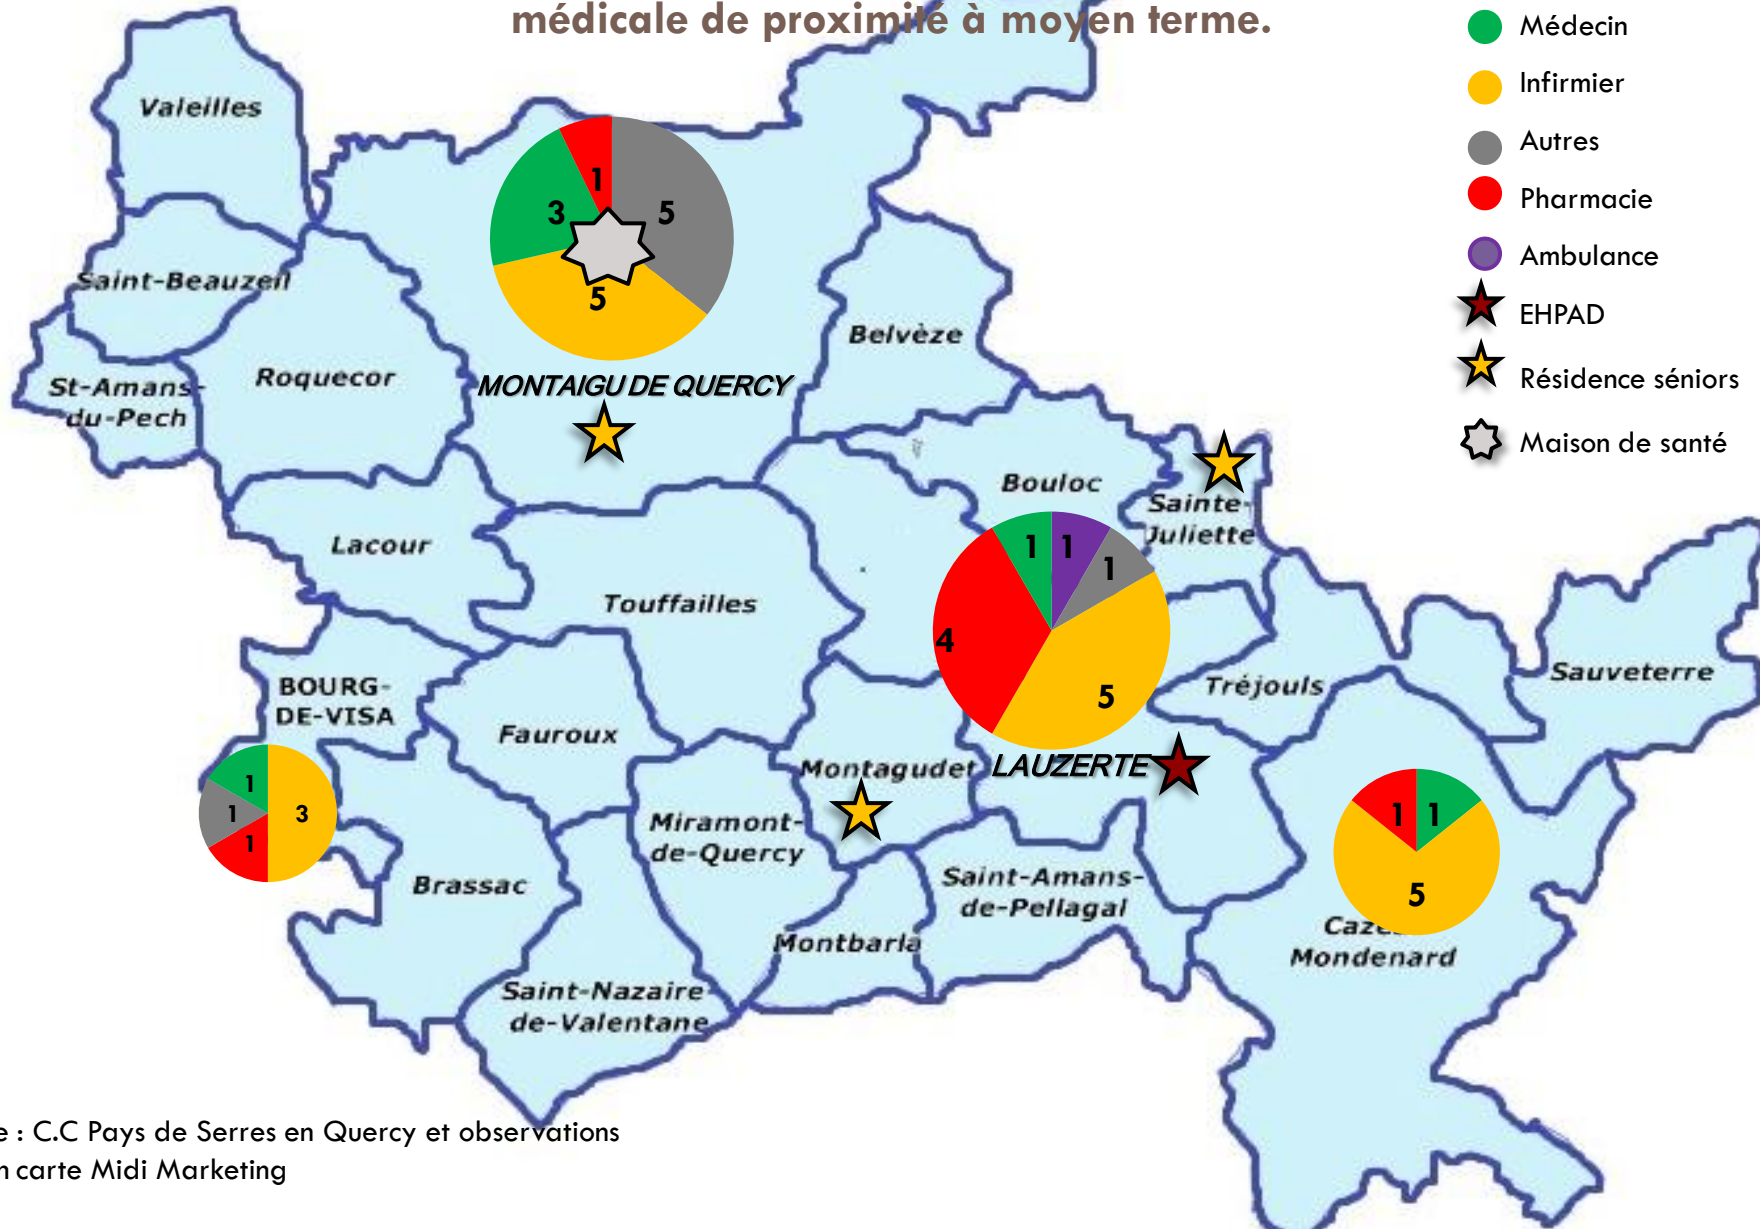 médicale de proximité à moyen terme.
Médecin
Infirmier
Autres
Pharmacie
Ambulance
EHPAD
Résidence séniors
Maison de santé
Valeilles
1
3
5
5
Saint-Beauzeil
Belvèze
St-Amans-
du-Pech
Roquecor
MONTAIGU DE QUERCY
Bouloc
Sainte-
Juliette
Lacour
1
1
1
4
5
Touffailles
BOURG-
DE-VISA
Tréjouls
Sauveterre
Fauroux
Montagudet
LAUZERTE
1
1
3
1
Miramont-
de-Quercy
1
1
5
Brassac
Saint-Amans-
de-Pellagal
Montbarla
Mondenard
Saint-Nazaire-
de-Valentane
: C.C Pays de Serres en Quercy et observations
carte Midi Marketing